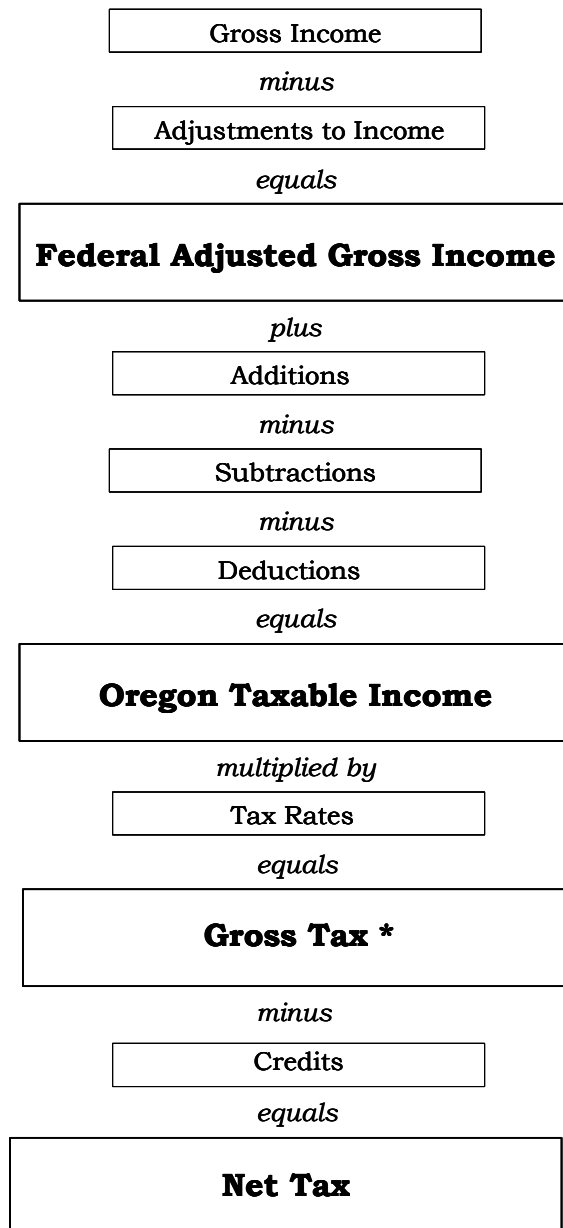 Gross Income
minus
Adjustments to Income
equals
Federal Adjusted Gross Income
plus
Additions
minus
Subtractions
minus
Deductions
equals
Oregon Taxable Income
multiplied by
Tax Rates
equals
Gross Tax *
minus
Credits
equals
Net Tax